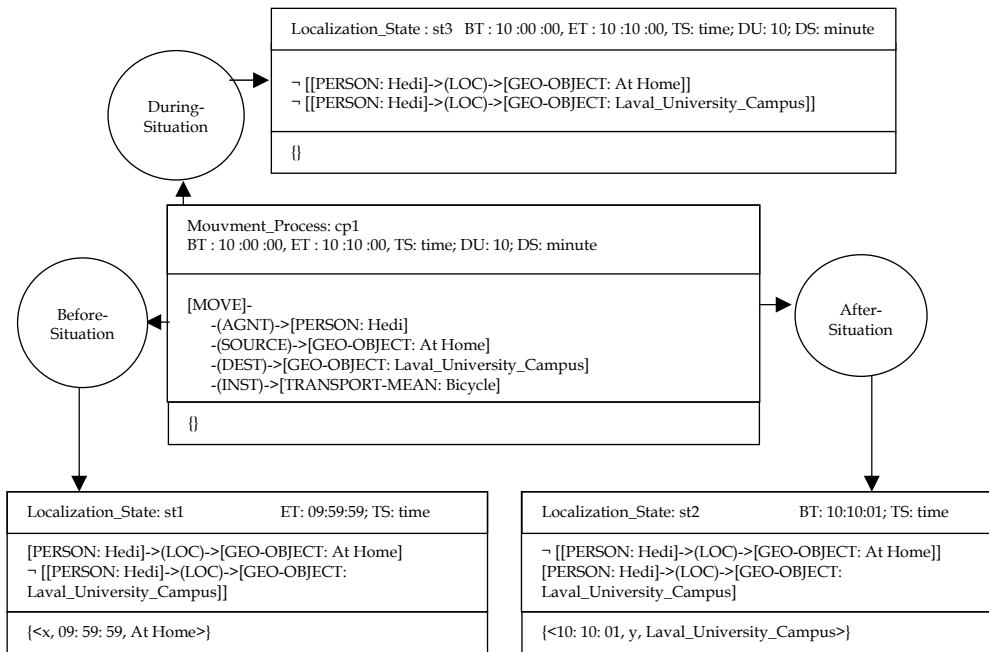 Localization_State : st3 BT : 10 :00 :00, ET : 10 :10 :00, TS: time; DU: 10; DS: minute
¬ [[PERSON: Hedi]->(LOC)->[GEO-OBJECT: At Home]]
¬ [[PERSON: Hedi]->(LOC)->[GEO-OBJECT: Laval_University_Campus]]
{}
During-
Situation
Mouvment_Process: cp1
BT : 10 :00 :00, ET : 10 :10 :00, TS: time; DU: 10; DS: minute
[MOVE]-
-(AGNT)->[PERSON: Hedi]
-(SOURCE)->[GEO-OBJECT: At Home]
-(DEST)->[GEO-OBJECT: Laval_University_Campus]
-(INST)->[TRANSPORT-MEAN: Bicycle]
{}
Before-
Situation
After-
Situation
Localization_State: st1 ET: 09:59:59; TS: time
[PERSON: Hedi]->(LOC)->[GEO-OBJECT: At Home]
¬ [[PERSON: Hedi]->(LOC)->[GEO-OBJECT:
Laval_University_Campus]]
{<x, 09: 59: 59, At Home>}
Localization_State: st2 BT: 10:10:01; TS: time
¬ [[PERSON: Hedi]->(LOC)->[GEO-OBJECT: At Home]]
[PERSON: Hedi]->(LOC)->[GEO-OBJECT:
Laval_University_Campus]
{<10: 10: 01, y, Laval_University_Campus>}